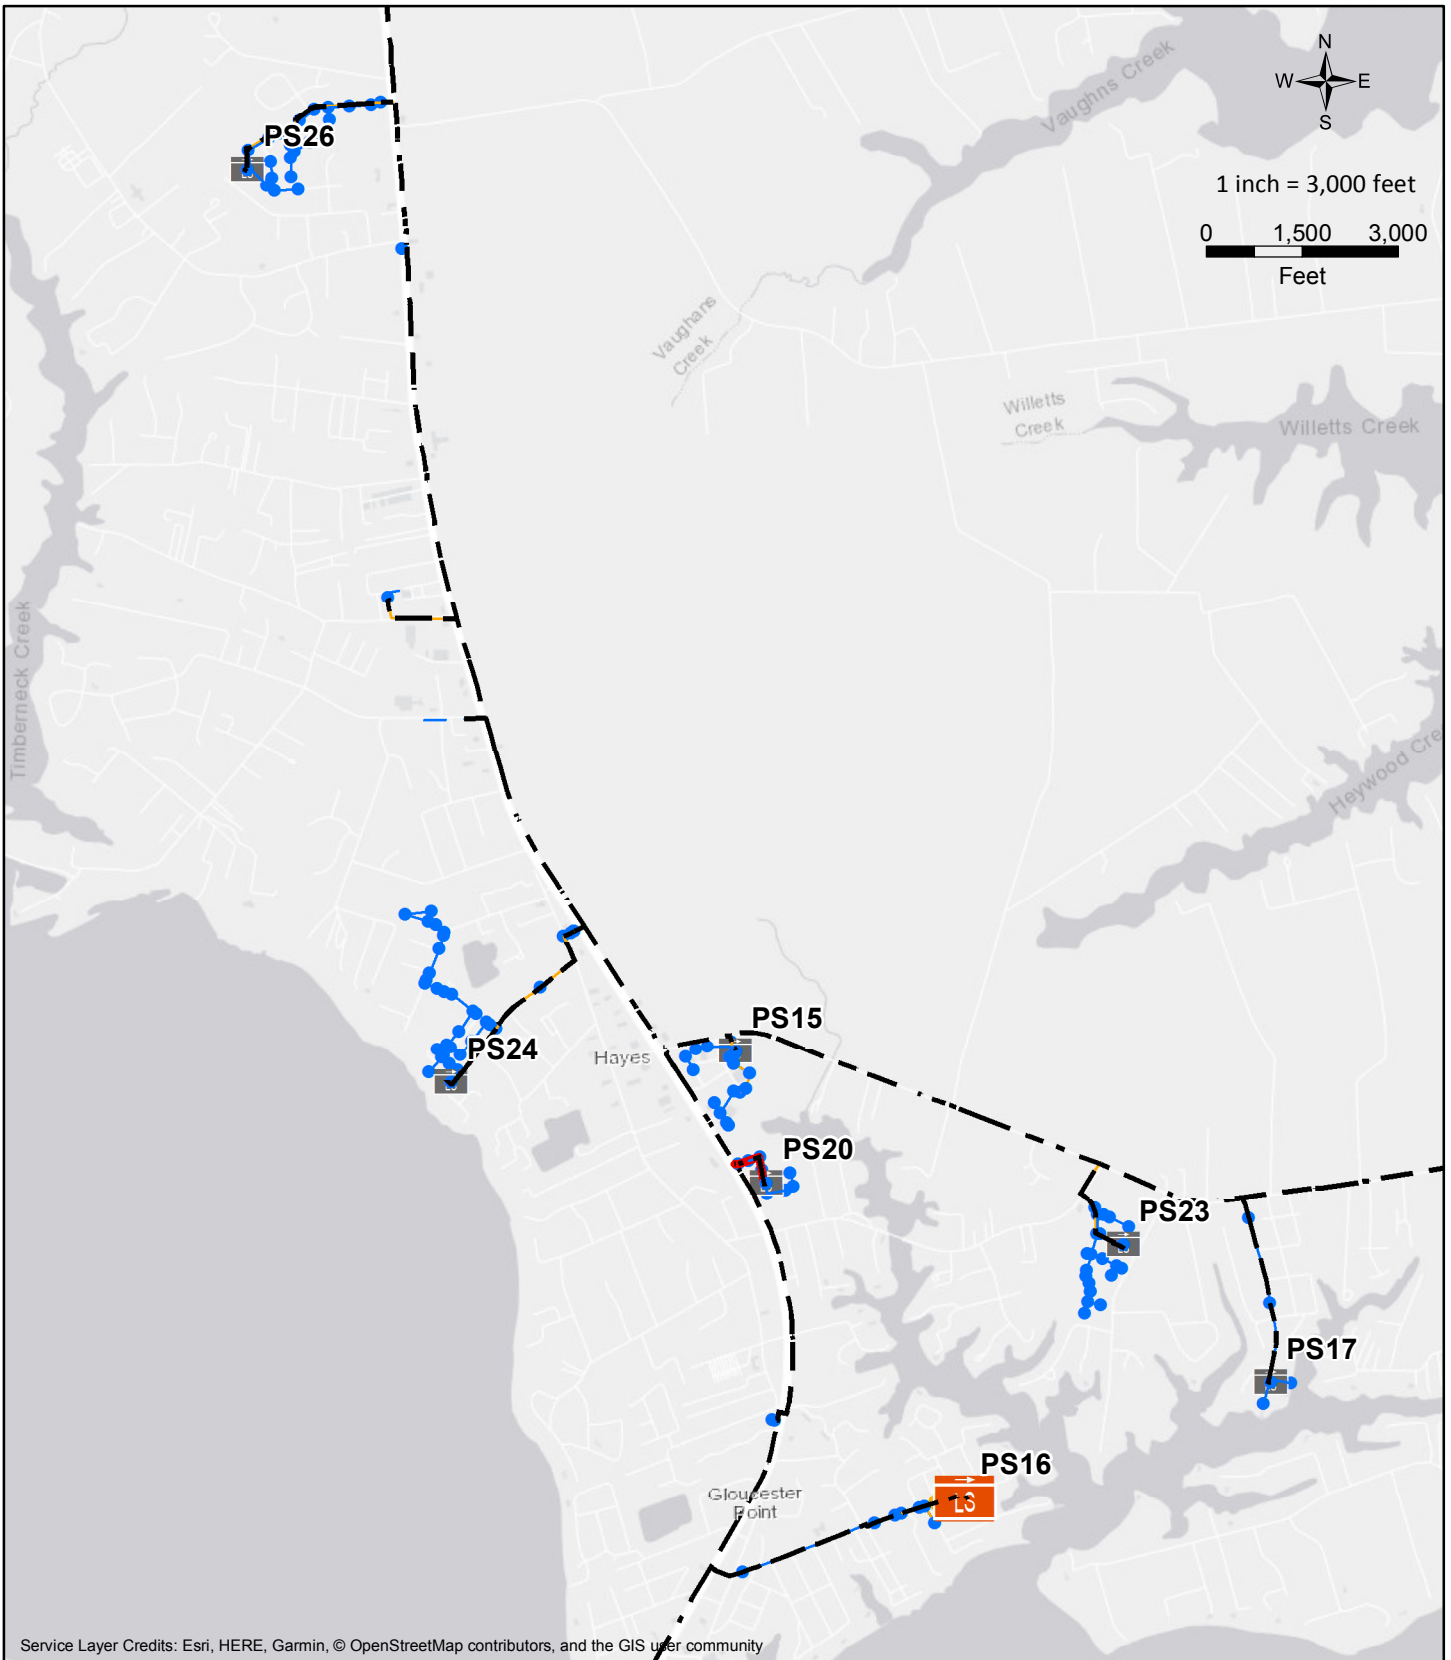 N
W E
S
Vaughns Creek
1 inch = 3,000 feet
0 1,500 3,000
Feet
PS26
Vaughans
Creek
Willetts
Creek
Willetts Creek
Timberneck Creek
Heywood Cre
PS15
PS24
Hayes
PS20
PS23
PS17
PS16
LS
Gloucester
Point
Service Layer Credits: Esri, HERE, Garmin, © OpenStreetMap contributors, and the GIS user community